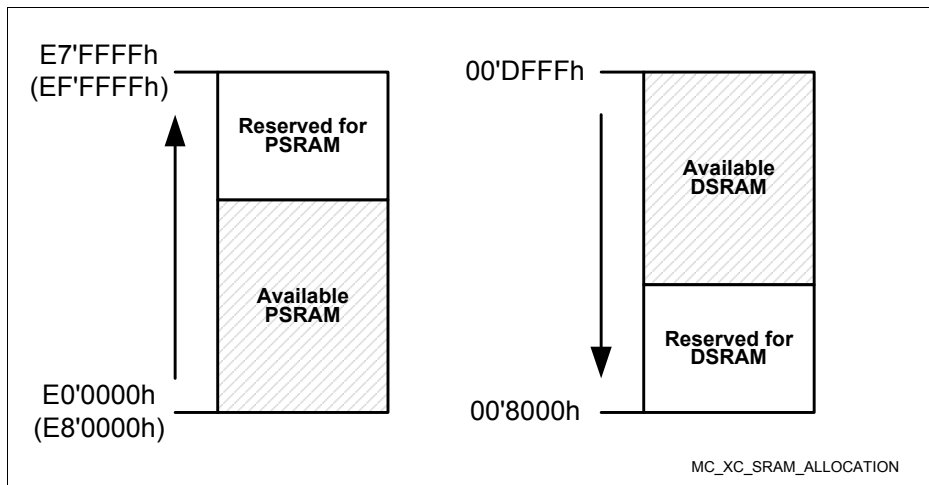 E7'FFFFh
(EF'FFFFh)
Reserved for
PSRAM
Available
PSRAM
E0'0000h
(E8'0000h)
00'DFFFh
Available
DSRAM
Reserved for
DSRAM
00'8000h
MC_XC_SRAM_ALLOCATION